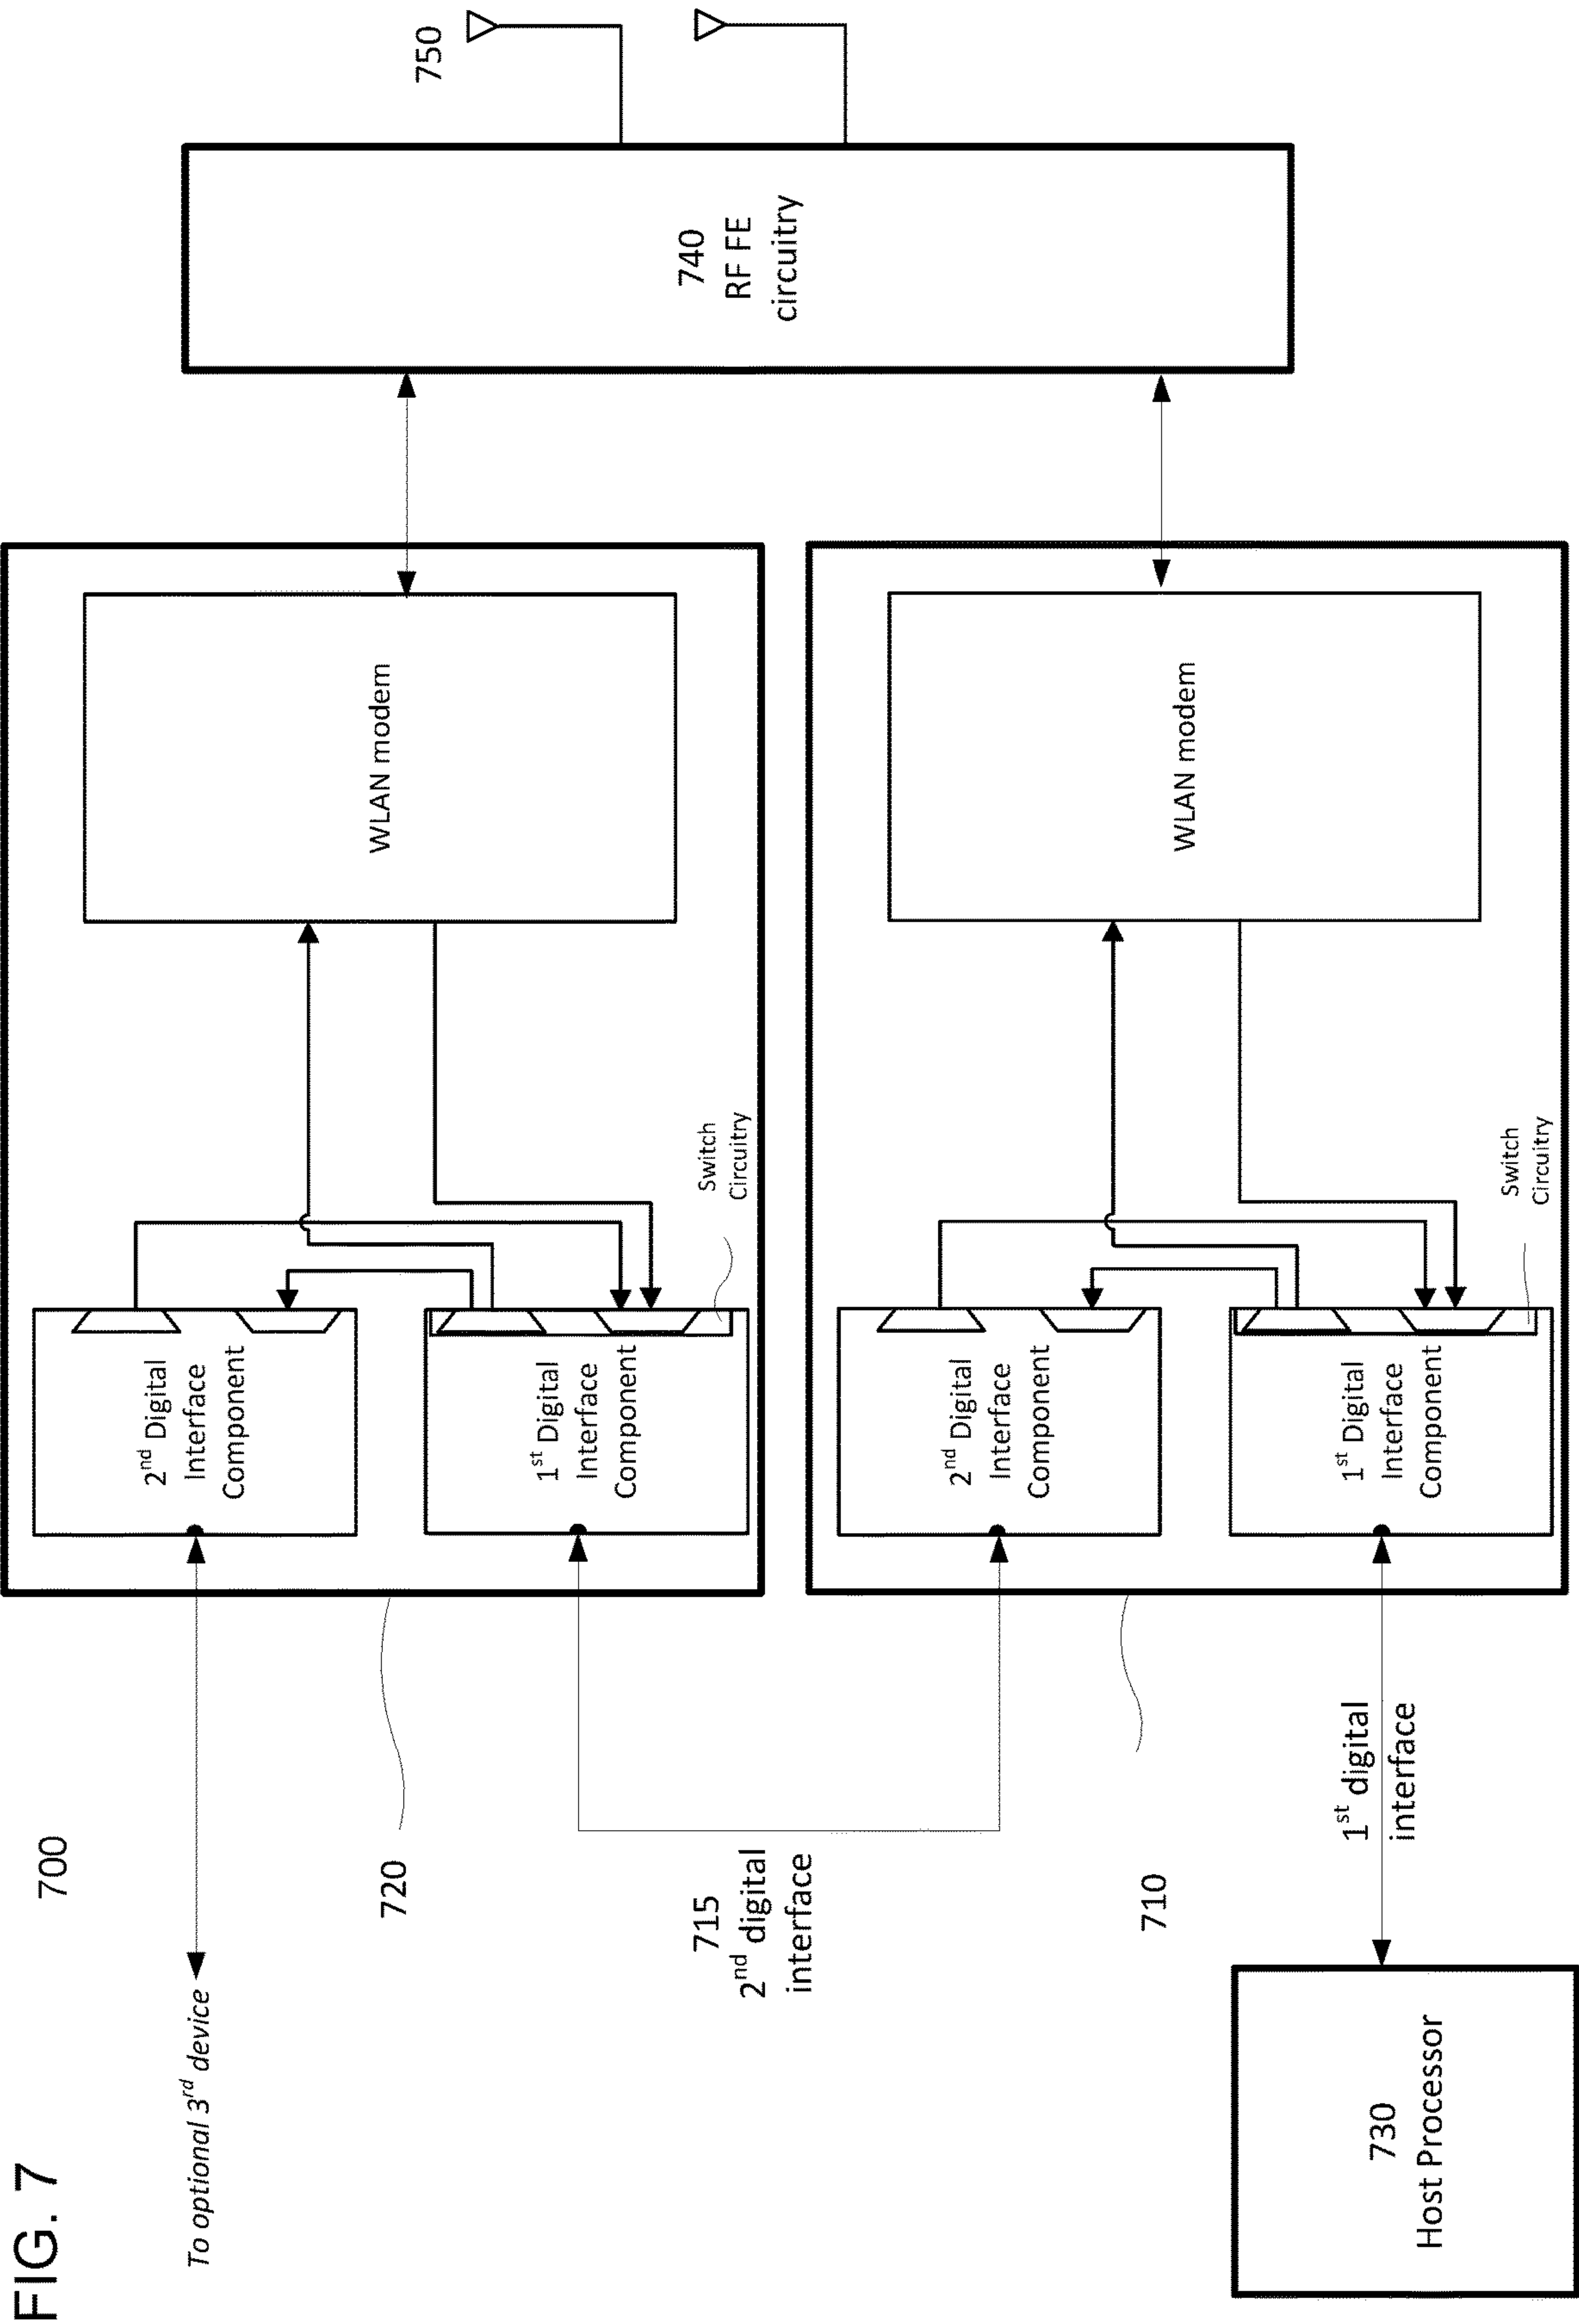 FIG. 7
700
To optional 3rd device
720
2nd Digital
Interface
Component
WLAN modem
1st Digital
Interface
Component
Switch
Circuitry
715
2nd digital
interface
740
RF FE
circuitry
750
710
2nd Digital
Interface
Component
WLAN modem
1st Digital
Interface
Component
Switch
Circuitry
1st digital
interface
730
Host Processor